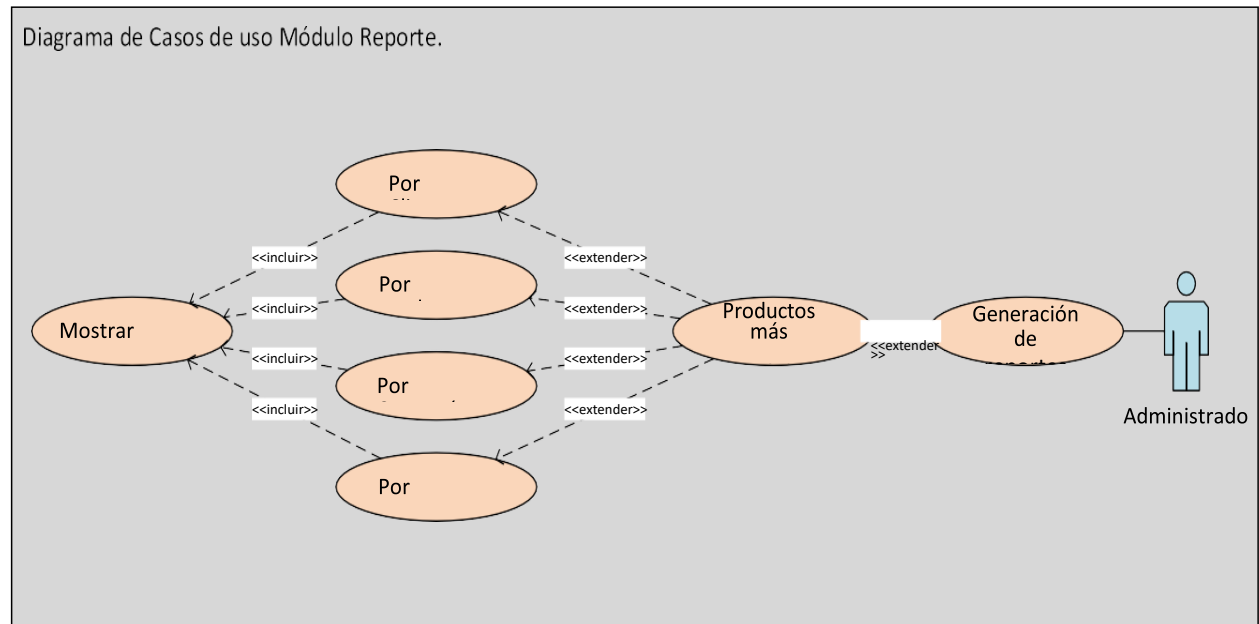 Diagrama de Casos de uso Módulo Reporte.
Por
<<incluir>>
<<extender>>
Por
<<incluir>>
<<extender>>
Mostrar
Productos
más
<<extender
>>
Generación
de
<<incluir>>
<<extender>>
Por
<<incluir>>
<<extender>>
Administrado
Por